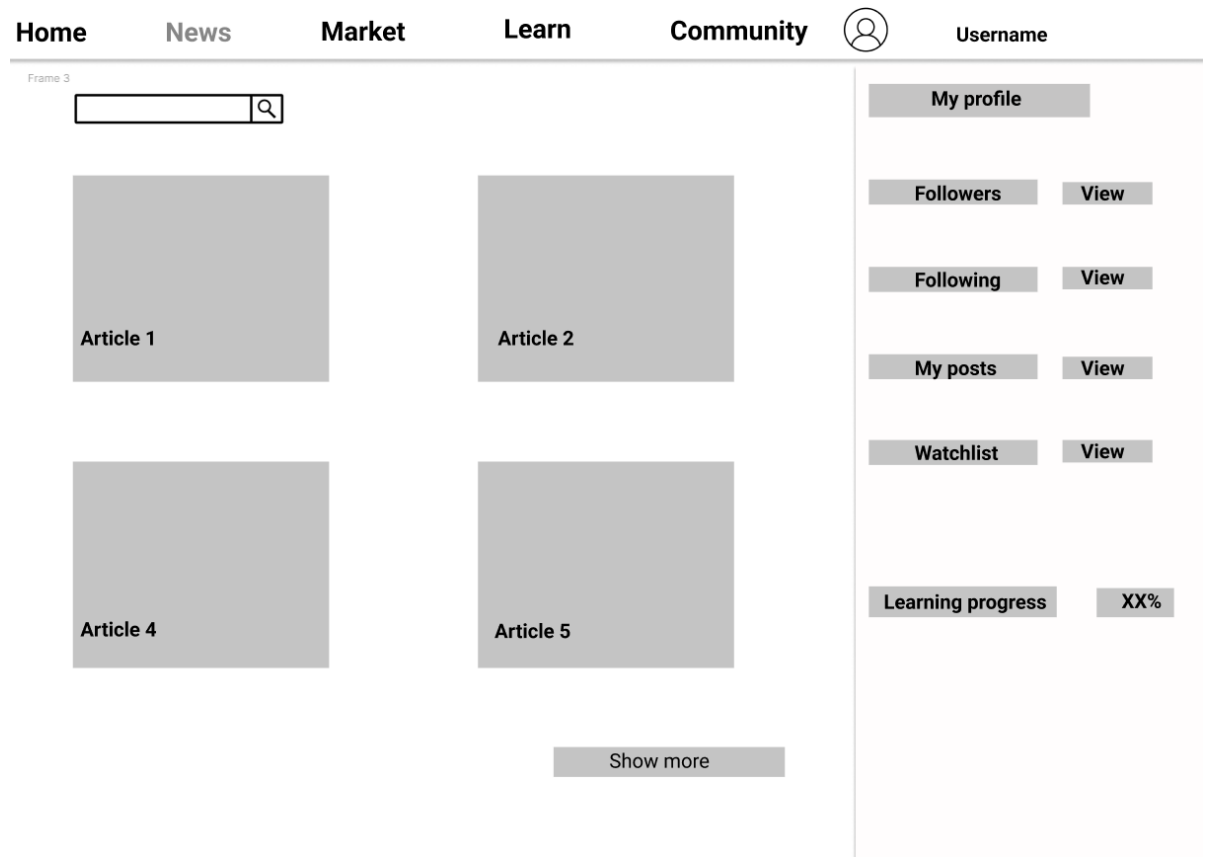 Home News Market Learn Community Username
Frame 3
My profile
Followers View
Following View
Article 1 Article 2
My posts View
Watchlist View
Learning progress XX%
Article 4 Article 5
Show more